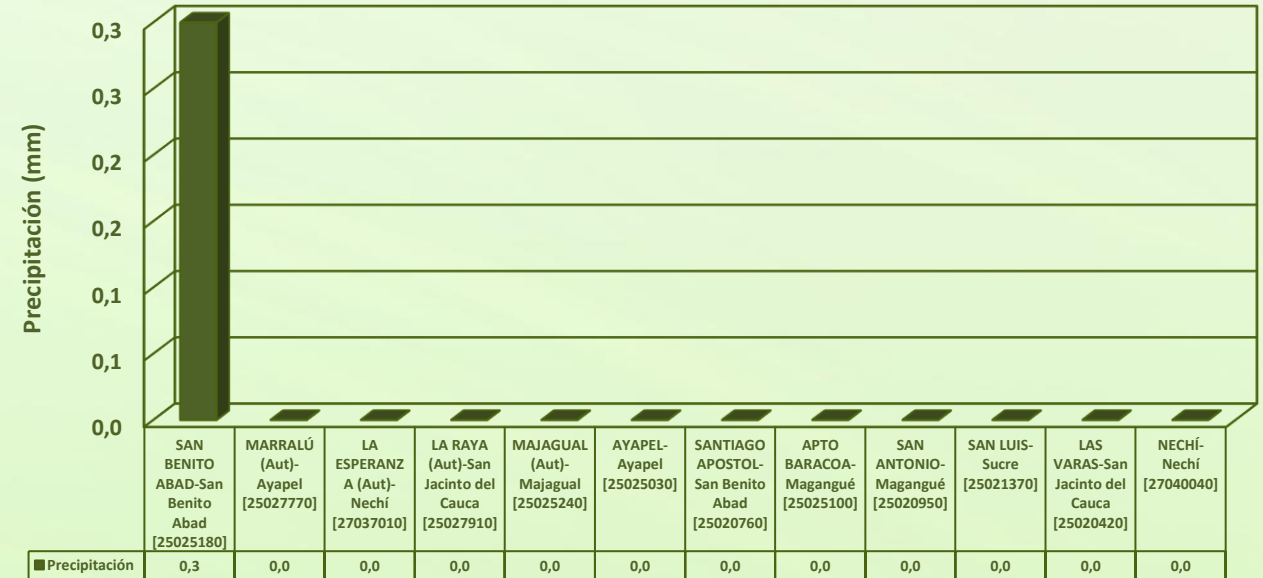 Precipitación (mm)
0,3
0,3
0,2
0,2
0,1
0,1
0,0
SAN
BENITO
ABAD-San
Benito
Abad
[25025180]
MARRALÚ
(Aut)-
Ayapel
[25027770]
LA
ESPERANZ
A (Aut)-
Nechí
[27037010]
LA RAYA
(Aut)-San
Jacinto del
Cauca
[25027910]
MAJAGUAL
(Aut)-
Majagual
[25025240]
AYAPEL-
Ayapel
[25025030]
SANTIAGO
APOSTOL-
San Benito
Abad
[25020760]
APTO
BARACOA-
Magangué
[25025100]
SAN
ANTONIO-
Magangué
[25020950]
SAN LUIS-
Sucre
[25021370]
LAS
VARAS-San
Jacinto del
Cauca
[25020420]
NECHÍ-
Nechí
[27040040]
Precipitación 0,3 0,0 0,0 0,0 0,0 0,0 0,0 0,0 0,0 0,0 0,0 0,0